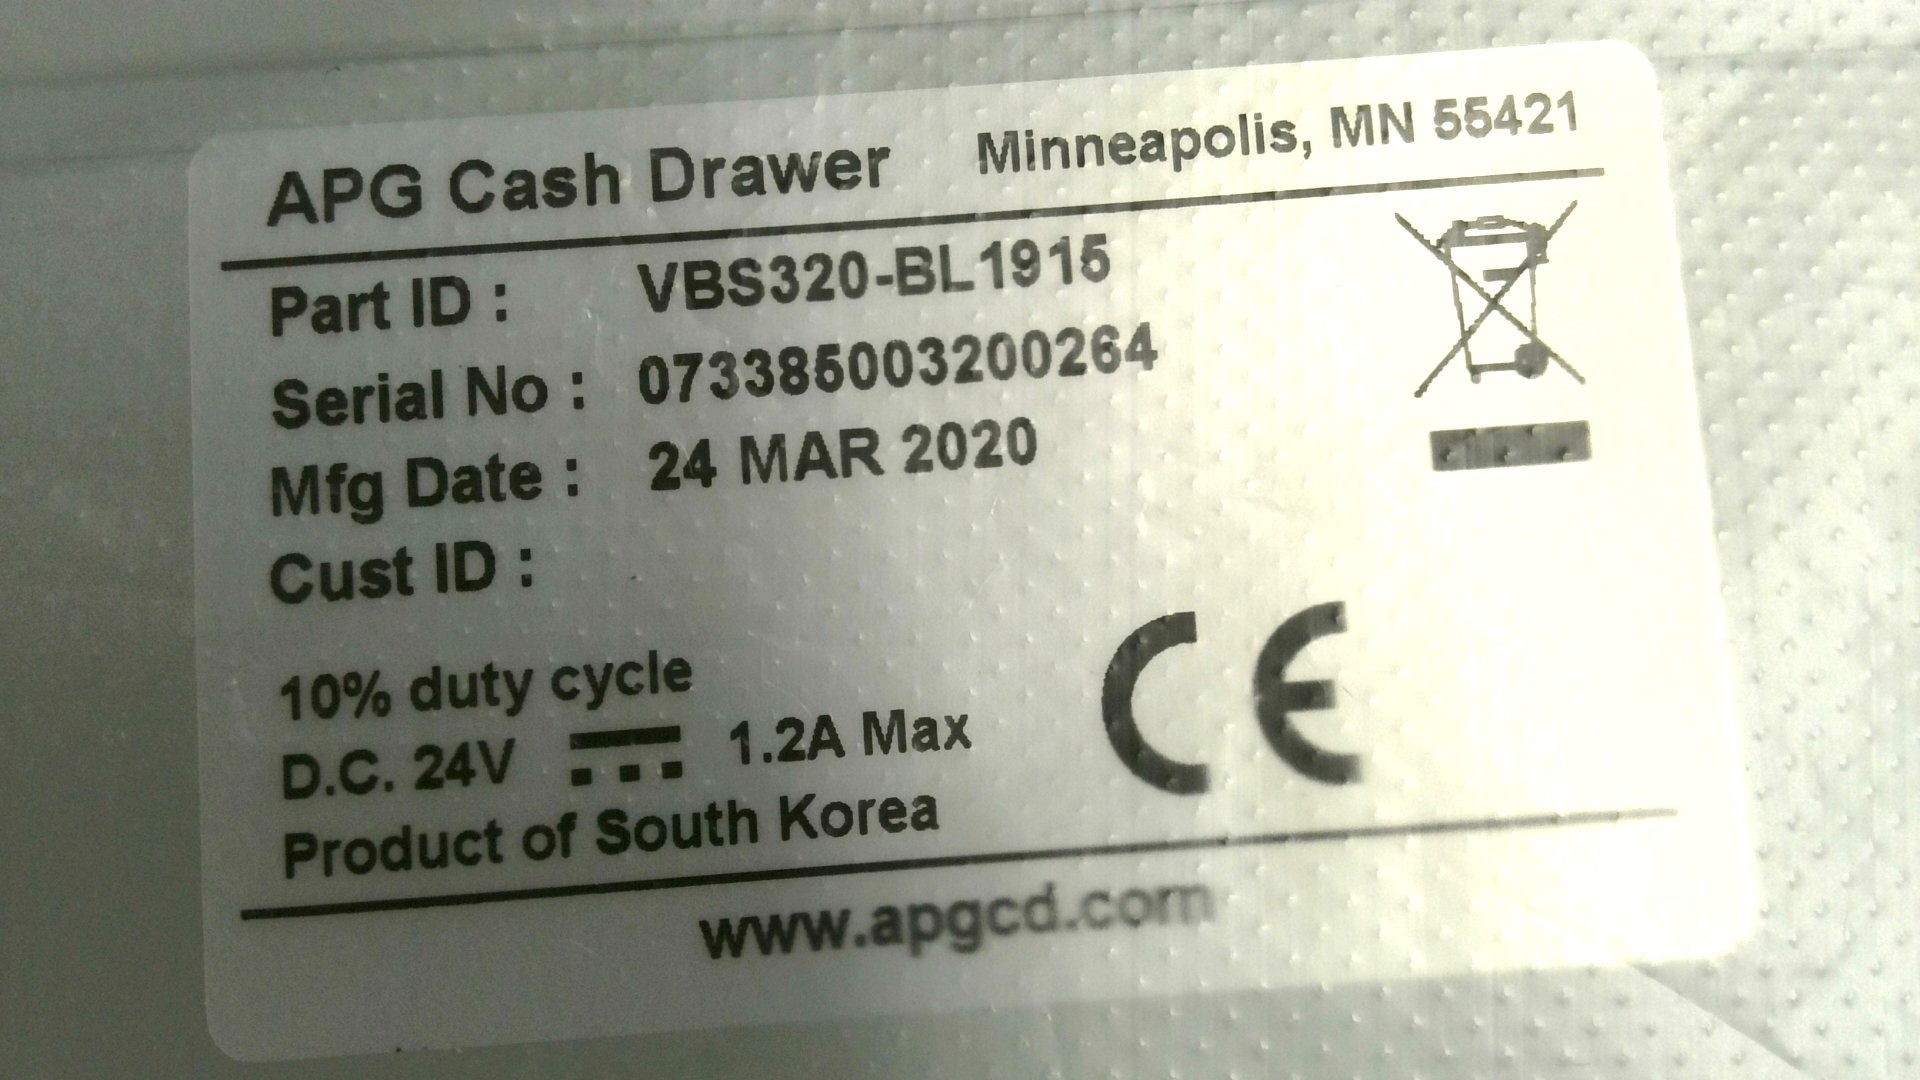 APG Cash Drawer Minneapolis, MN 55421
Part ID : VBS320-BL1915
Serial No : 073385003200264
Mfg Date : 24 MAR 2020
Cust ID :
10% duty cycle
D.C. 24V ⎓ 1.2A Max
Product of South Korea
CE
www.apgcd.com